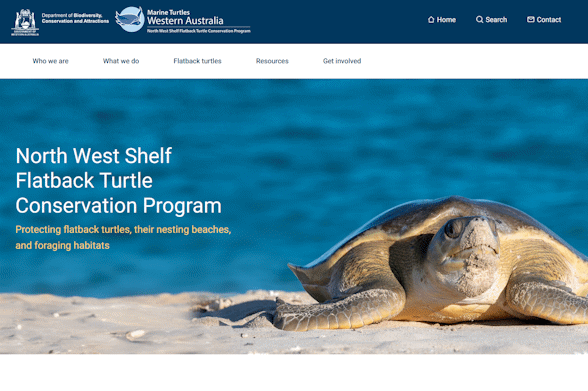 Department of Biodiversity,
Conservation and Attractions
GOVERNMENT OF
WESTERN AUSTRALIA
Marine Turtles
Western Australia
North West Shelf Flatback Turtle Conservation Program
Home
Search
Contact
Who we are
What we do
Flatback turtles
Resources
Get involved
North West Shelf
Flatback Turtle
Conservation Program
Protecting flatback turtles, their nesting beaches,
and foraging habitats